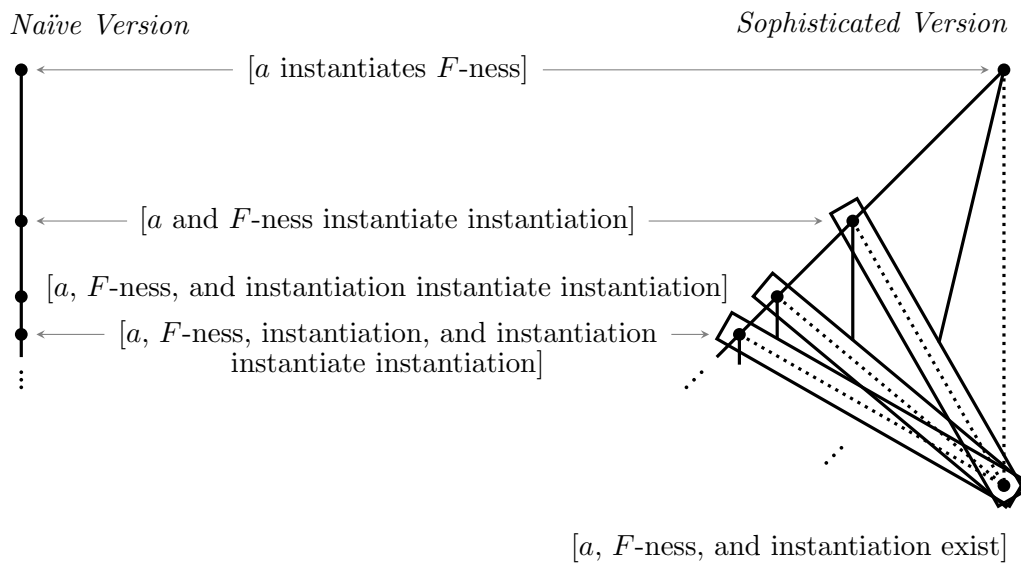 Naïve Version
Sophisticated Version
[a instantiates F-ness]
[a and F-ness instantiate instantiation]
[a, F-ness, and instantiation instantiate instantiation]
[a, F-ness, instantiation, and instantiation
instantiate instantiation]
[a, F-ness, and instantiation exist]